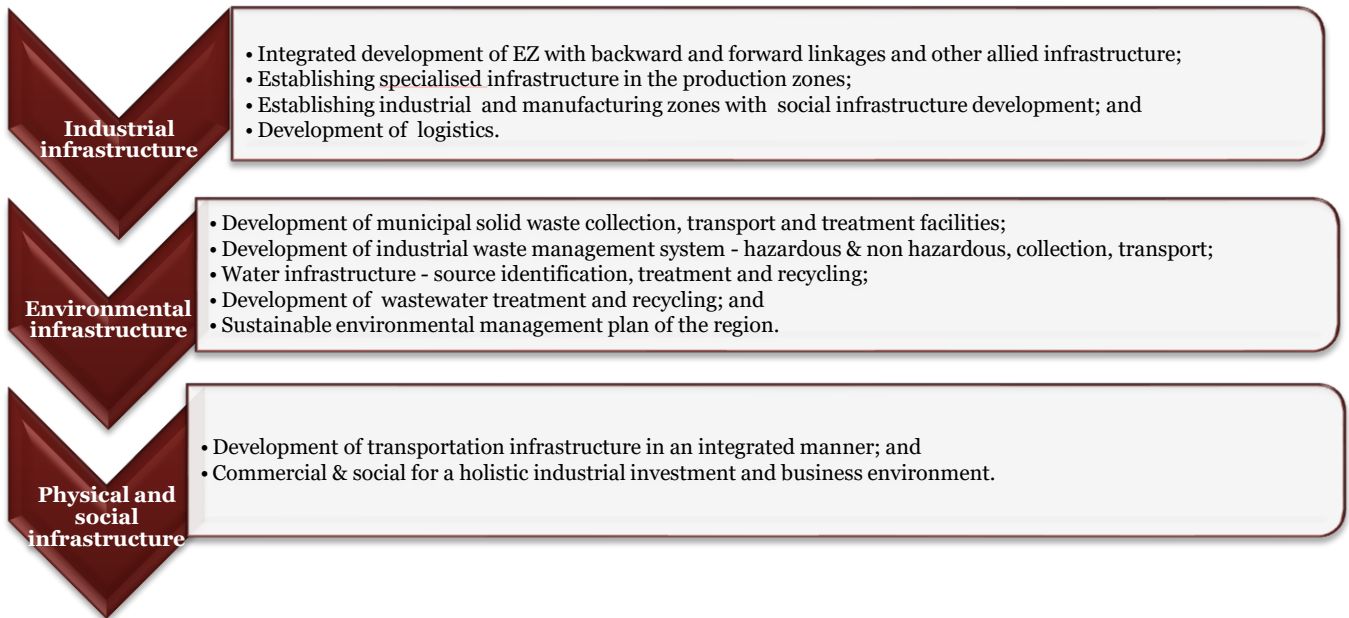 Industrial
infrastructure
• Integrated development of EZ with backward and forward linkages and other allied infrastructure;
• Establishing specialised infrastructure in the production zones;
• Establishing industrial and manufacturing zones with social infrastructure development; and
• Development of logistics.
Environmental
infrastructure
• Development of municipal solid waste collection, transport and treatment facilities;
• Development of industrial waste management system - hazardous & non hazardous, collection, transport;
• Water infrastructure - source identification, treatment and recycling;
• Development of wastewater treatment and recycling; and
• Sustainable environmental management plan of the region.
Physical and
social
infrastructure
• Development of transportation infrastructure in an integrated manner; and
• Commercial & social for a holistic industrial investment and business environment.